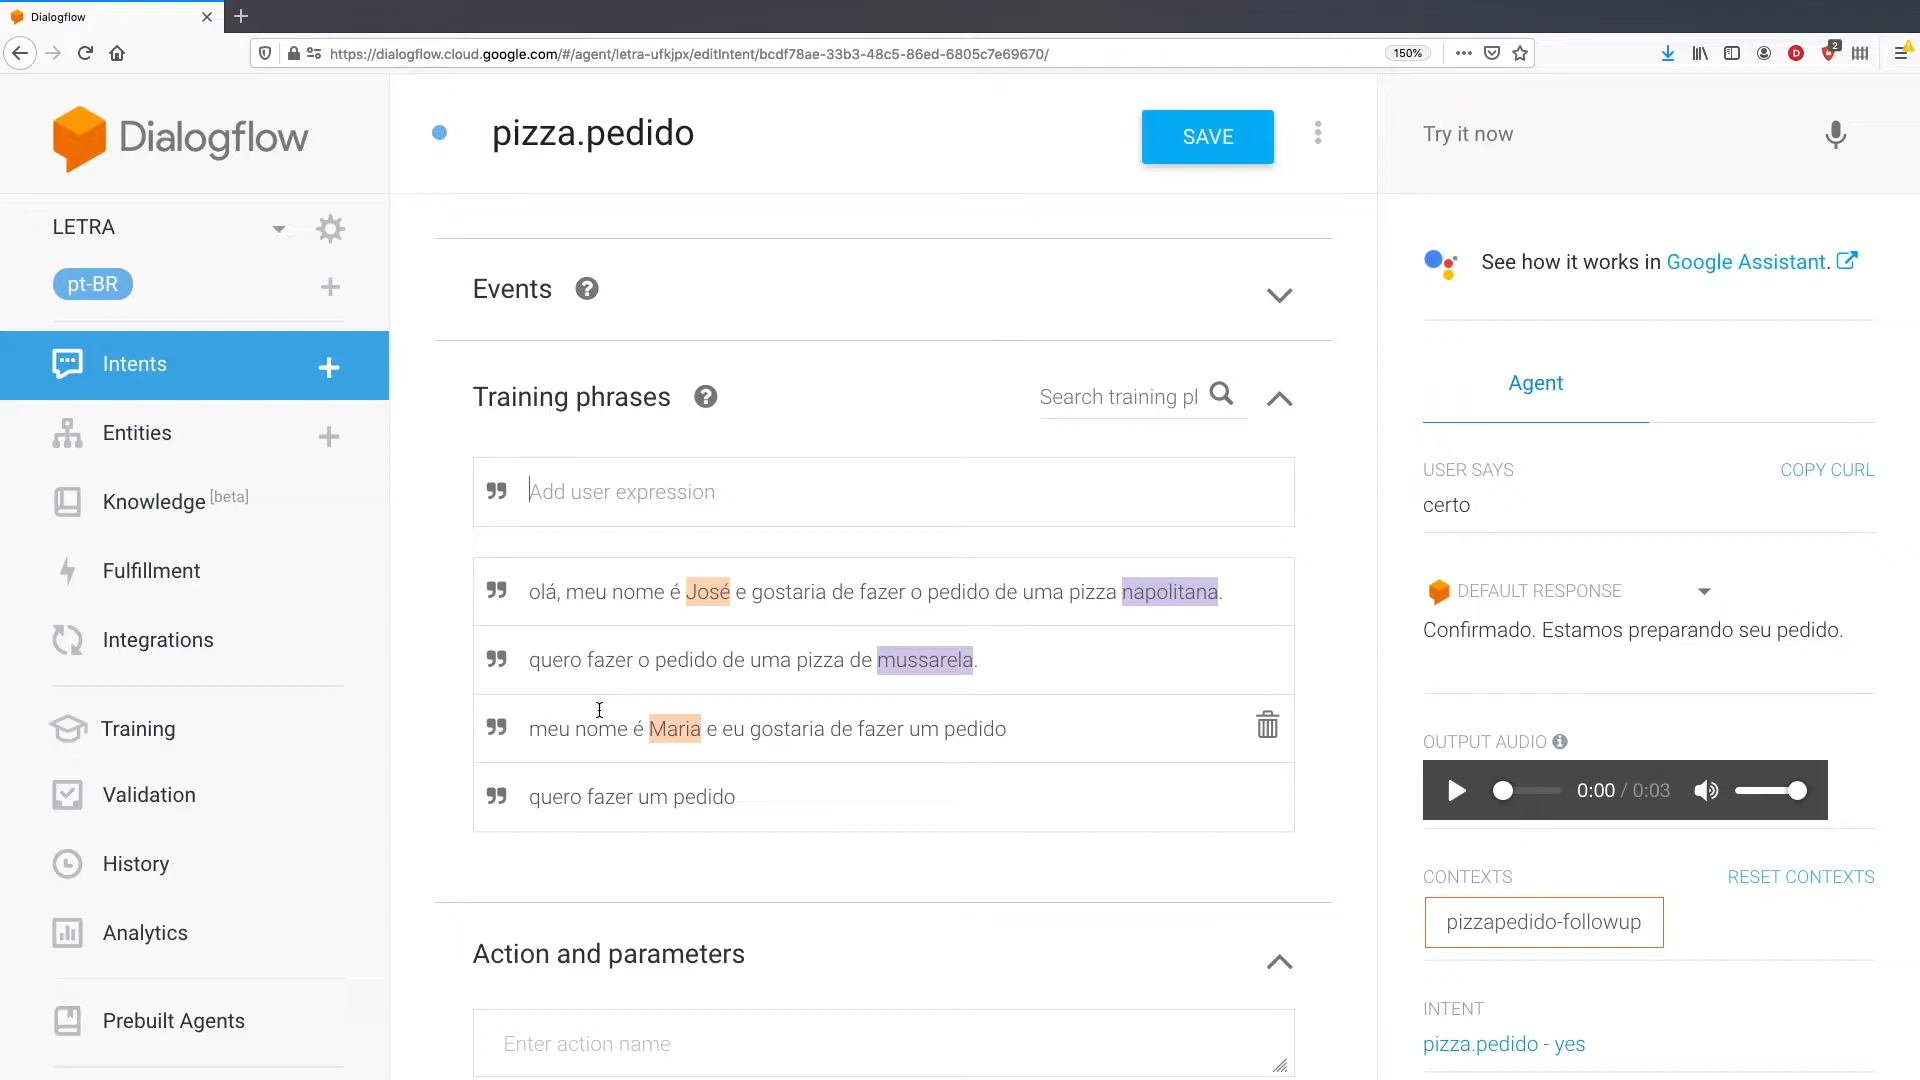 Dialogflow
https://dialogflow.cloud.google.com/#/agent/letra-ufkjpx/editIntent/bcdf78ae-33b3-48c5-86ed-6805c7e69670/
150%
2
Dialogflow
pizza.pedido
SAVE
Try it now
LETRA
pt-BR
See how it works in Google Assistant.
Events
Intents
Agent
Training phrases
Search training pl
Entities
USER SAYS
COPY CURL
Add user expression
certo
Knowledge [beta]
Fulfillment
olá, meu nome é José e gostaria de fazer o pedido de uma pizza napolitana.
DEFAULT RESPONSE
Confirmado. Estamos preparando seu pedido.
Integrations
quero fazer o pedido de uma pizza de mussarela.
Training
meu nome é Maria e eu gostaria de fazer um pedido
OUTPUT AUDIO
Validation
quero fazer um pedido
0:00 / 0:03
History
CONTEXTS
RESET CONTEXTS
pizzapedido-followup
Analytics
Action and parameters
INTENT
Prebuilt Agents
Enter action name
pizza.pedido - yes